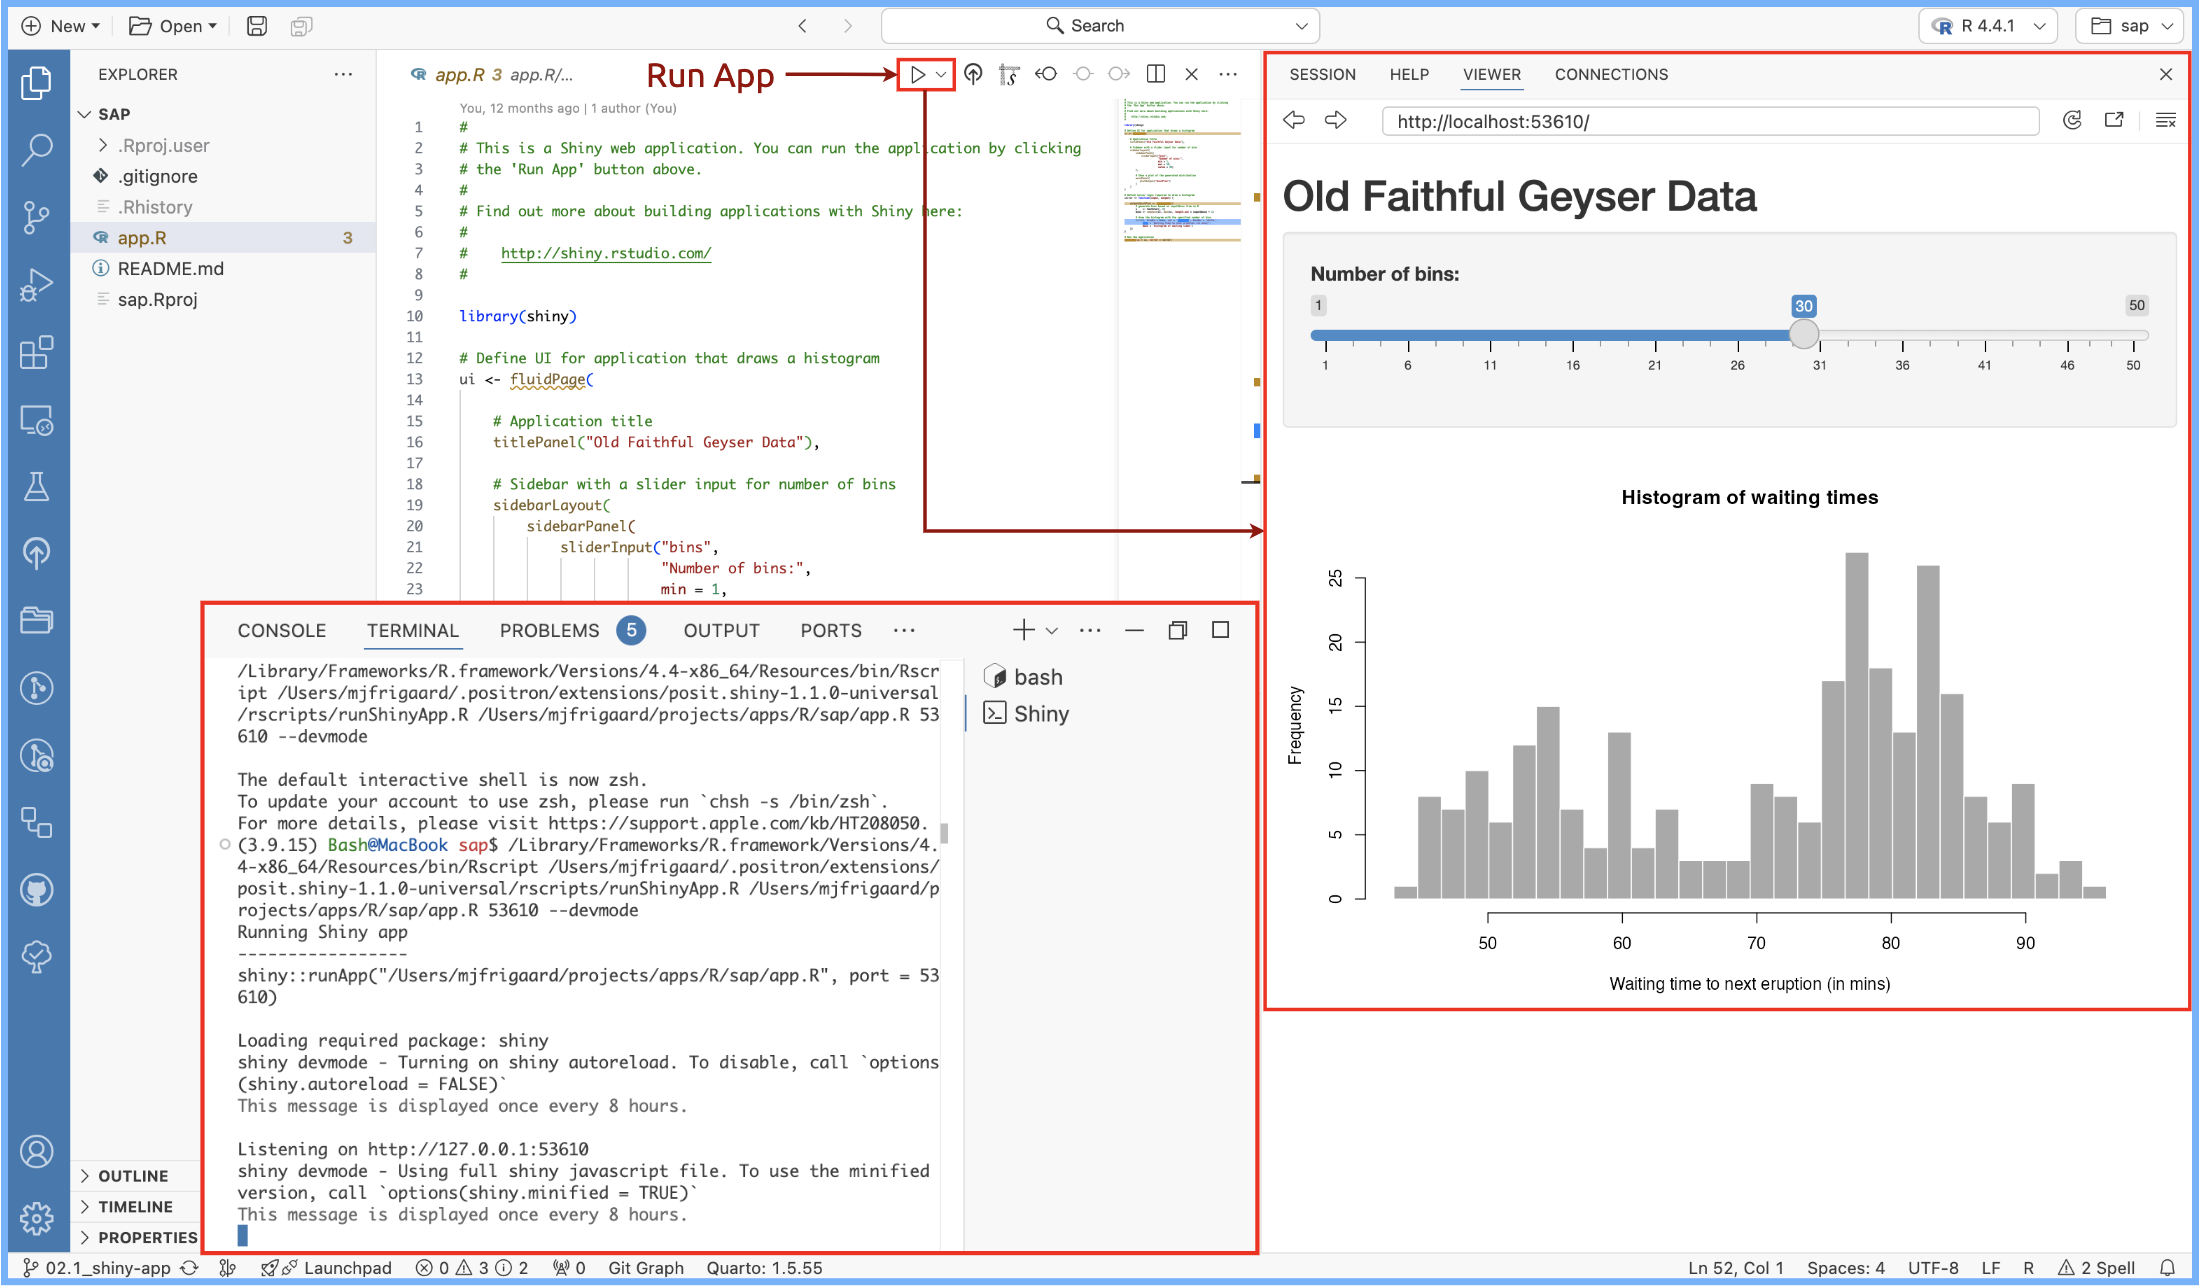 New
Open
Search
R 4.4.1
sap
EXPLORER
SAP
.Rproj.user
.gitignore
.Rhistory
app.R 3
README.md
sap.Rproj
OUTLINE
TIMELINE
PROPERTIES
app.R 3 app.R/...
Run App
You, 12 months ago | 1 author (You)
1 #
2 # This is a Shiny web application. You can run the application by clicking
3 # the 'Run App' button above.
4 #
5 # Find out more about building applications with Shiny here:
6 #
7 #    http://shiny.rstudio.com/
8 #
9
10 library(shiny)
11
12 # Define UI for application that draws a histogram
13 ui <- fluidPage(
14
15     # Application title
16     titlePanel("Old Faithful Geyser Data"),
17
18     # Sidebar with a slider input for number of bins
19     sidebarLayout(
20         sidebarPanel(
21             sliderInput("bins",
22                         "Number of bins:",
23                         min = 1,
CONSOLE TERMINAL PROBLEMS 5 OUTPUT PORTS
/Library/Frameworks/R.framework/Versions/4.4-x86_64/Resources/bin/Rscr
ipt /Users/mjfrigaard/.positron/extensions/posit.shiny-1.1.0-universal
/rscripts/runShinyApp.R /Users/mjfrigaard/projects/apps/R/sap/app.R 53
610 --devmode
The default interactive shell is now zsh.
To update your account to use zsh, please run `chsh -s /bin/zsh`.
For more details, please visit https://support.apple.com/kb/HT208050.
(3.9.15) Bash@MacBook sap$ /Library/Frameworks/R.framework/Versions/4.
4-x86_64/Resources/bin/Rscript /Users/mjfrigaard/.positron/extensions/
posit.shiny-1.1.0-universal/rscripts/runShinyApp.R /Users/mjfrigaard/p
rojects/apps/R/sap/app.R 53610 --devmode
Running Shiny app
-----------------
shiny::runApp("/Users/mjfrigaard/projects/apps/R/sap/app.R", port = 53
610)
Loading required package: shiny
shiny devmode - Turning on shiny autoreload. To disable, call `options
(shiny.autoreload = FALSE)`
This message is displayed once every 8 hours.
Listening on http://127.0.0.1:53610
shiny devmode - Using full shiny javascript file. To use the minified
version, call `options(shiny.minified = TRUE)`
This message is displayed once every 8 hours.
bash
Shiny
SESSION HELP VIEWER CONNECTIONS
http://localhost:53610/
Old Faithful Geyser Data
Number of bins:
1 30 50
1 6 11 16 21 26 31 36 41 46 50
Histogram of waiting times
Frequency
25
20
15
10
5
0
50 60 70 80 90
Waiting time to next eruption (in mins)
02.1_shiny-app Launchpad 0 3 2 0 Git Graph Quarto: 1.5.55
Ln 52, Col 1 Spaces: 4 UTF-8 LF R 2 Spell